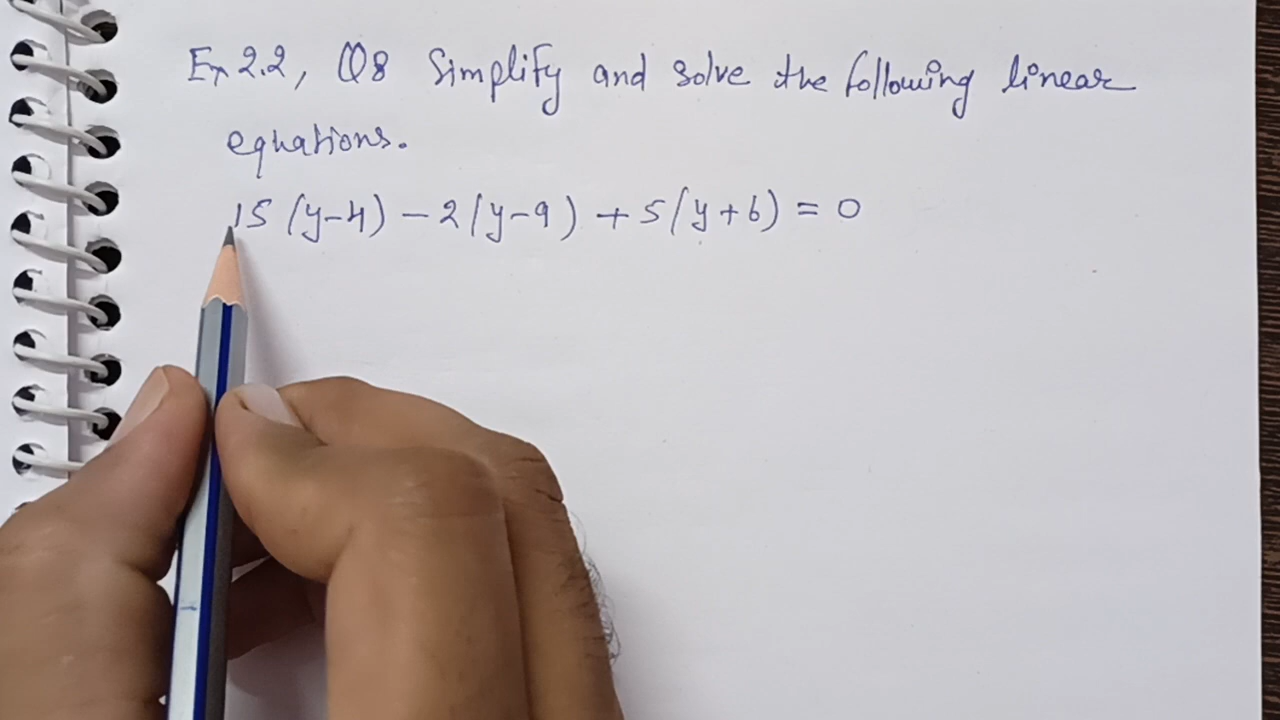 Ex 2.2, Q8 Simplify and solve the following linear
equations.
15 (y-4) - 2(y-9) + 5(y+6) = 0